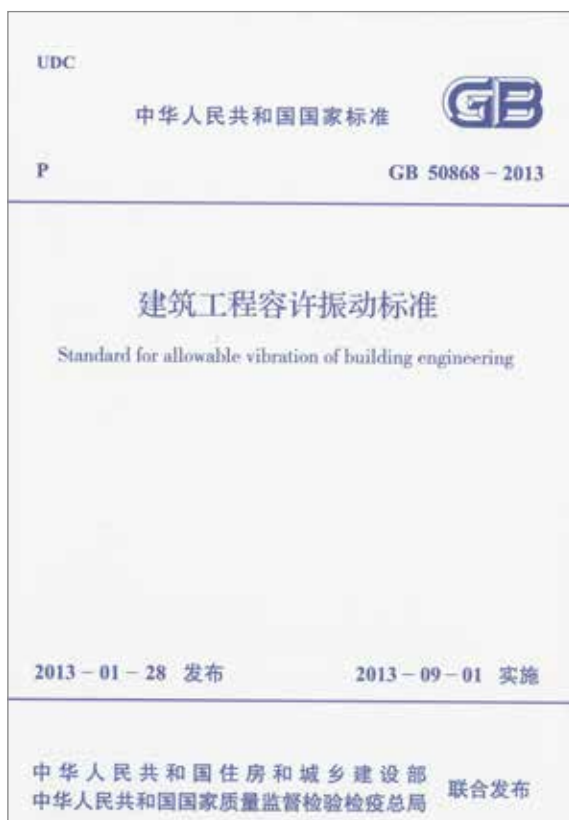 UDC
中华人民共和国国家标准
GB
P
GB 50868－2013
建筑工程容许振动标准
Standard for allowable vibration of building engineering
2013－01－28 发布
2013－09－01 实施
中华人民共和国住房和城乡建设部
中华人民共和国国家质量监督检验检疫总局
联合发布